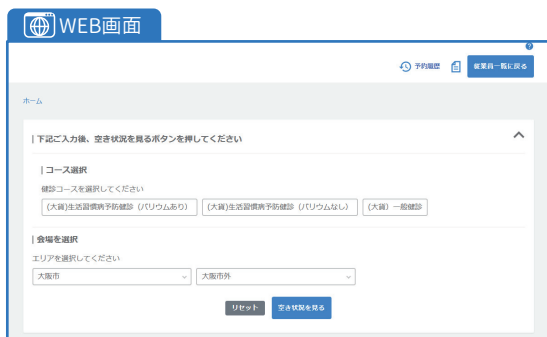 WEB画面
?
予約履歴
従業員一覧に戻る
ホーム
下記ご入力後、空き状況を見るボタンを押してください
コース選択
健診コースを選択してください
(大貨)生活習慣病予防健診（バリウムあり） (大貨)生活習慣病予防健診（バリウムなし） (大貨）一般健診
会場を選択
エリアを選択してください
大阪市 大阪市外
リセット 空き状況を見る